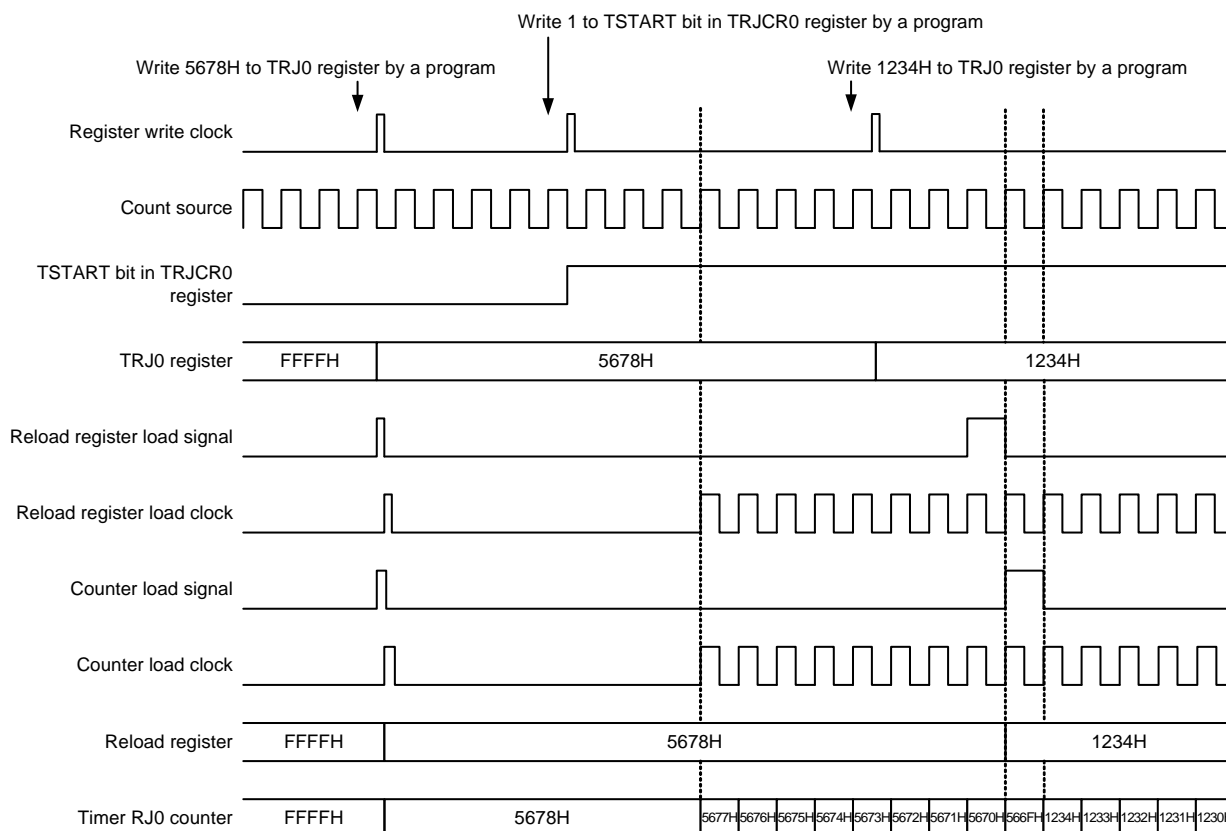 Write 1 to TSTART bit in TRJCR0 register by a program
Write 5678H to TRJ0 register by a program
Write 1234H to TRJ0 register by a program
Register write clock
Count source
TSTART bit in TRJCR0
register
TRJ0 register FFFFH 5678H 1234H
Reload register load signal
Reload register load clock
Counter load signal
Counter load clock
Reload register FFFFH 5678H 1234H
Timer RJ0 counter FFFFH 5678H 5677H 5676H 5675H 5674H 5673H 5672H 5671H 5670H 566FH 1234H 1233H 1232H 1231H